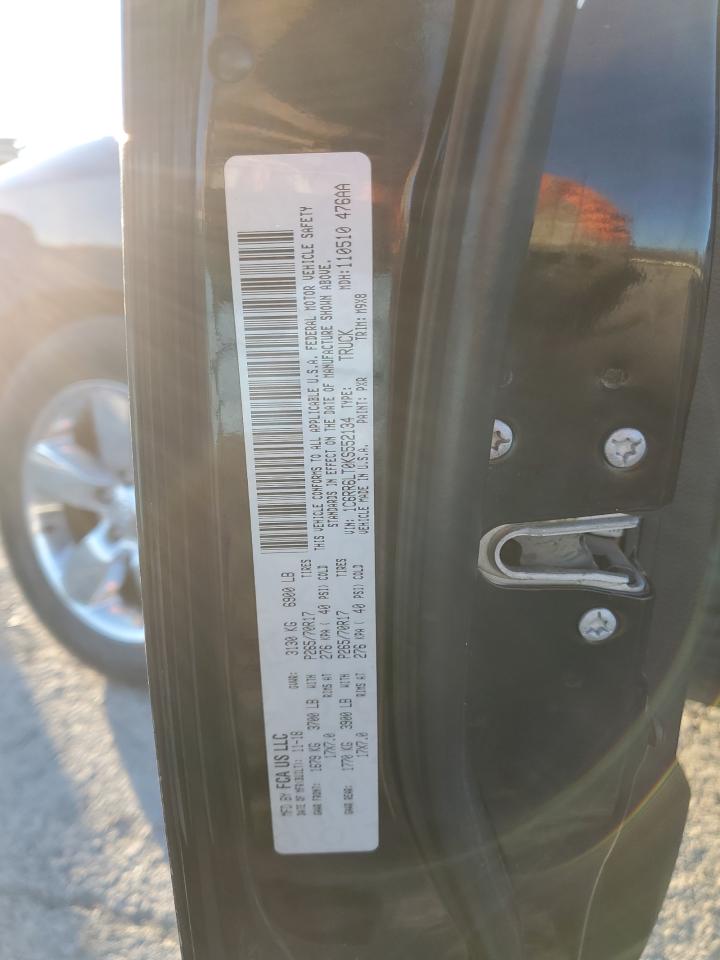 MFD BY FCA US LLC
DATE OF MFR(BUILT): 11-18 GVWR: 3130 KG 6900 LB
GAWR FRONT: 1679 KG 3700 LB WITH P265/70R17 TIRES
17X7.0 RIMS AT 276 KPA ( 40 PSI) COLD
GAWR REAR: 1770 KG 3900 LB WITH P265/70R17 TIRES
17X7.0 RIMS AT 276 KPA ( 40 PSI) COLD
THIS VEHICLE CONFORMS TO ALL APPLICABLE U.S.A. FEDERAL MOTOR VEHICLE SAFETY
STANDARDS IN EFFECT ON THE DATE OF MANUFACTURE SHOWN ABOVE.
VIN: 1C6RR6LT0KS552134 TYPE: TRUCK MDH: 110510 476AA
VEHICLE MADE IN U.S.A. PAINT: PXR TRIM: M9X8